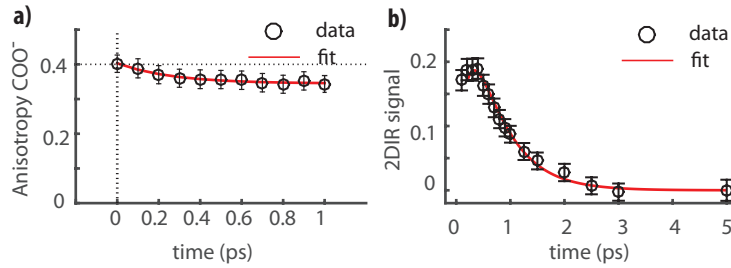 a)
data
fit
0.4
0.2
0
Anisotropy COO⁻
0 0.2 0.4 0.6 0.8 1
time (ps)
b)
data
fit
0.2
0.1
0
2DIR signal
0 1 2 3 4 5
time (ps)